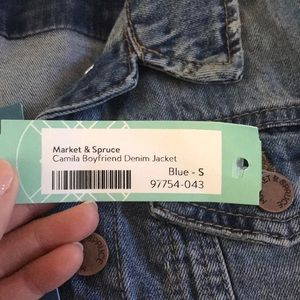 Market & Spruce
Camila Boyfriend Denim Jacket
Blue - S
97754-043